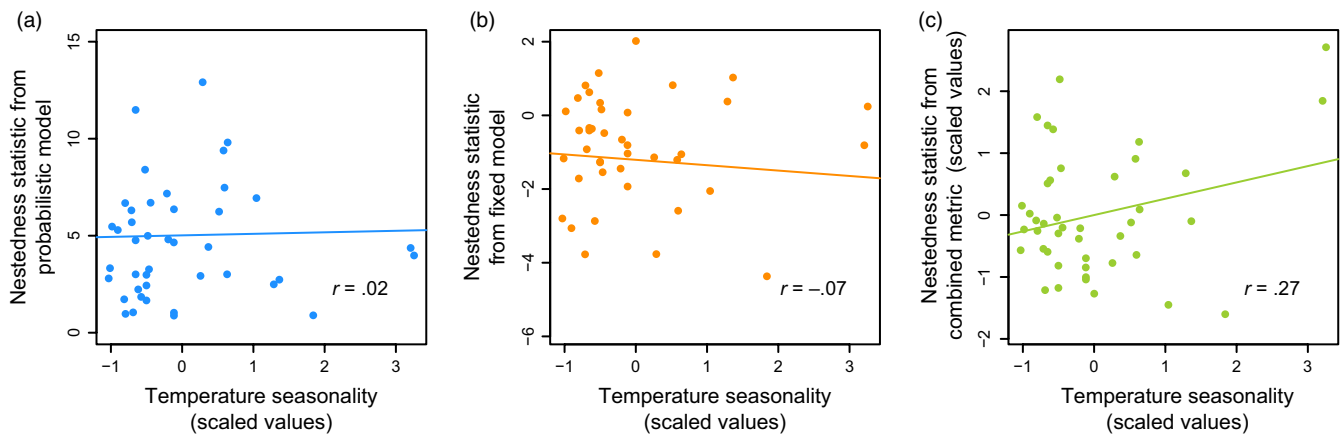 (a)
Nestedness statistic from
probabilistic model
15
10
5
0
r = .02
−1
0
1
2
3
Temperature seasonality
(scaled values)
(b)
Nestedness statistic
from fixed model
2
0
−2
−4
−6
r = −.07
−1
0
1
2
3
Temperature seasonality
(scaled values)
(c)
Nestedness statistic from
combined metric (scaled values)
2
1
0
−1
−2
r = .27
−1
0
1
2
3
Temperature seasonality
(scaled values)